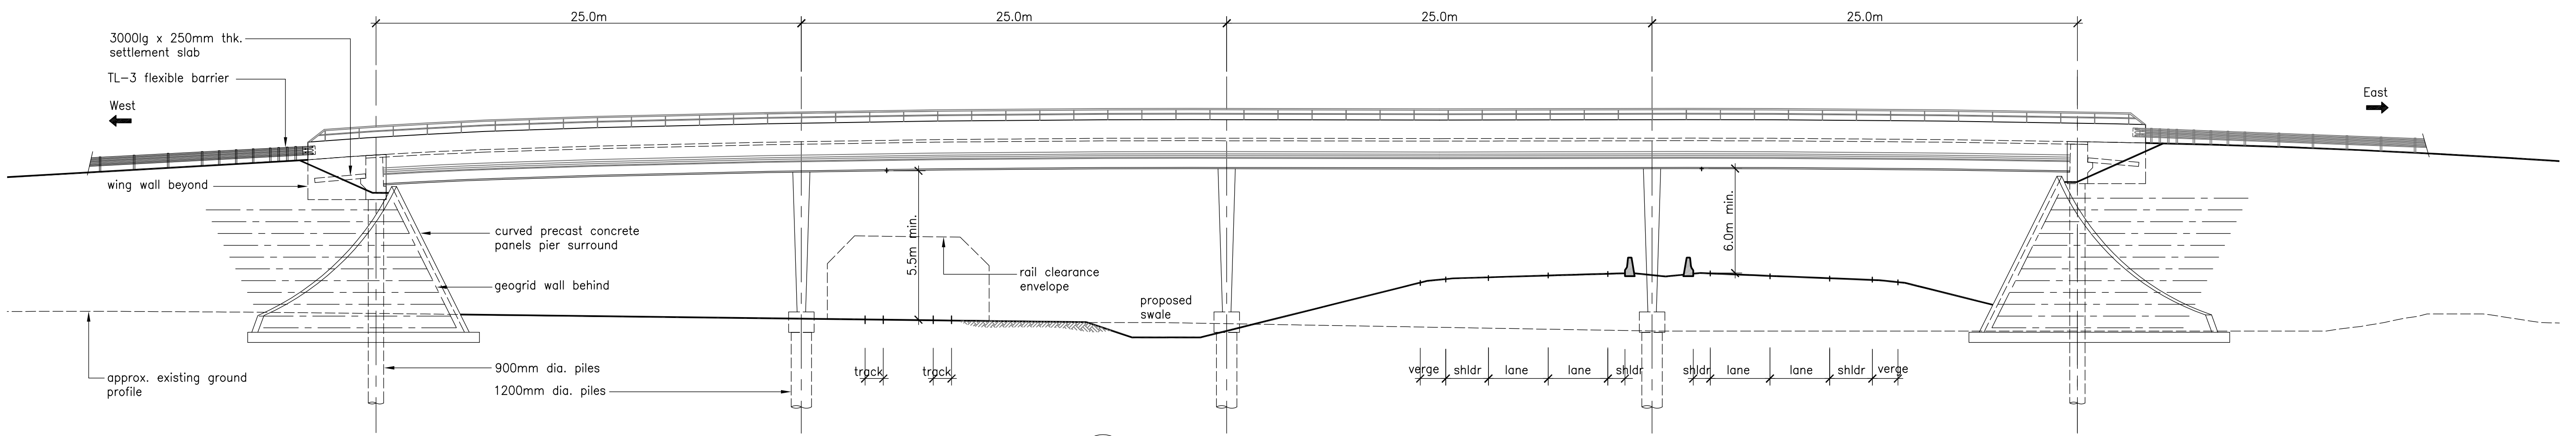 25.0m
25.0m
25.0m
25.0m
3000lg x 250mm thk.
settlement slab
TL-3 flexible barrier
West
East
wing wall beyond
curved precast concrete
panels pier surround
geogrid wall behind
5.5m min.
rail clearance
envelope
proposed
swale
6.0m min.
approx. existing ground
profile
900mm dia. piles
1200mm dia. piles
track
track
verge
shldr
lane
lane
shldr
shldr
lane
lane
shldr
verge